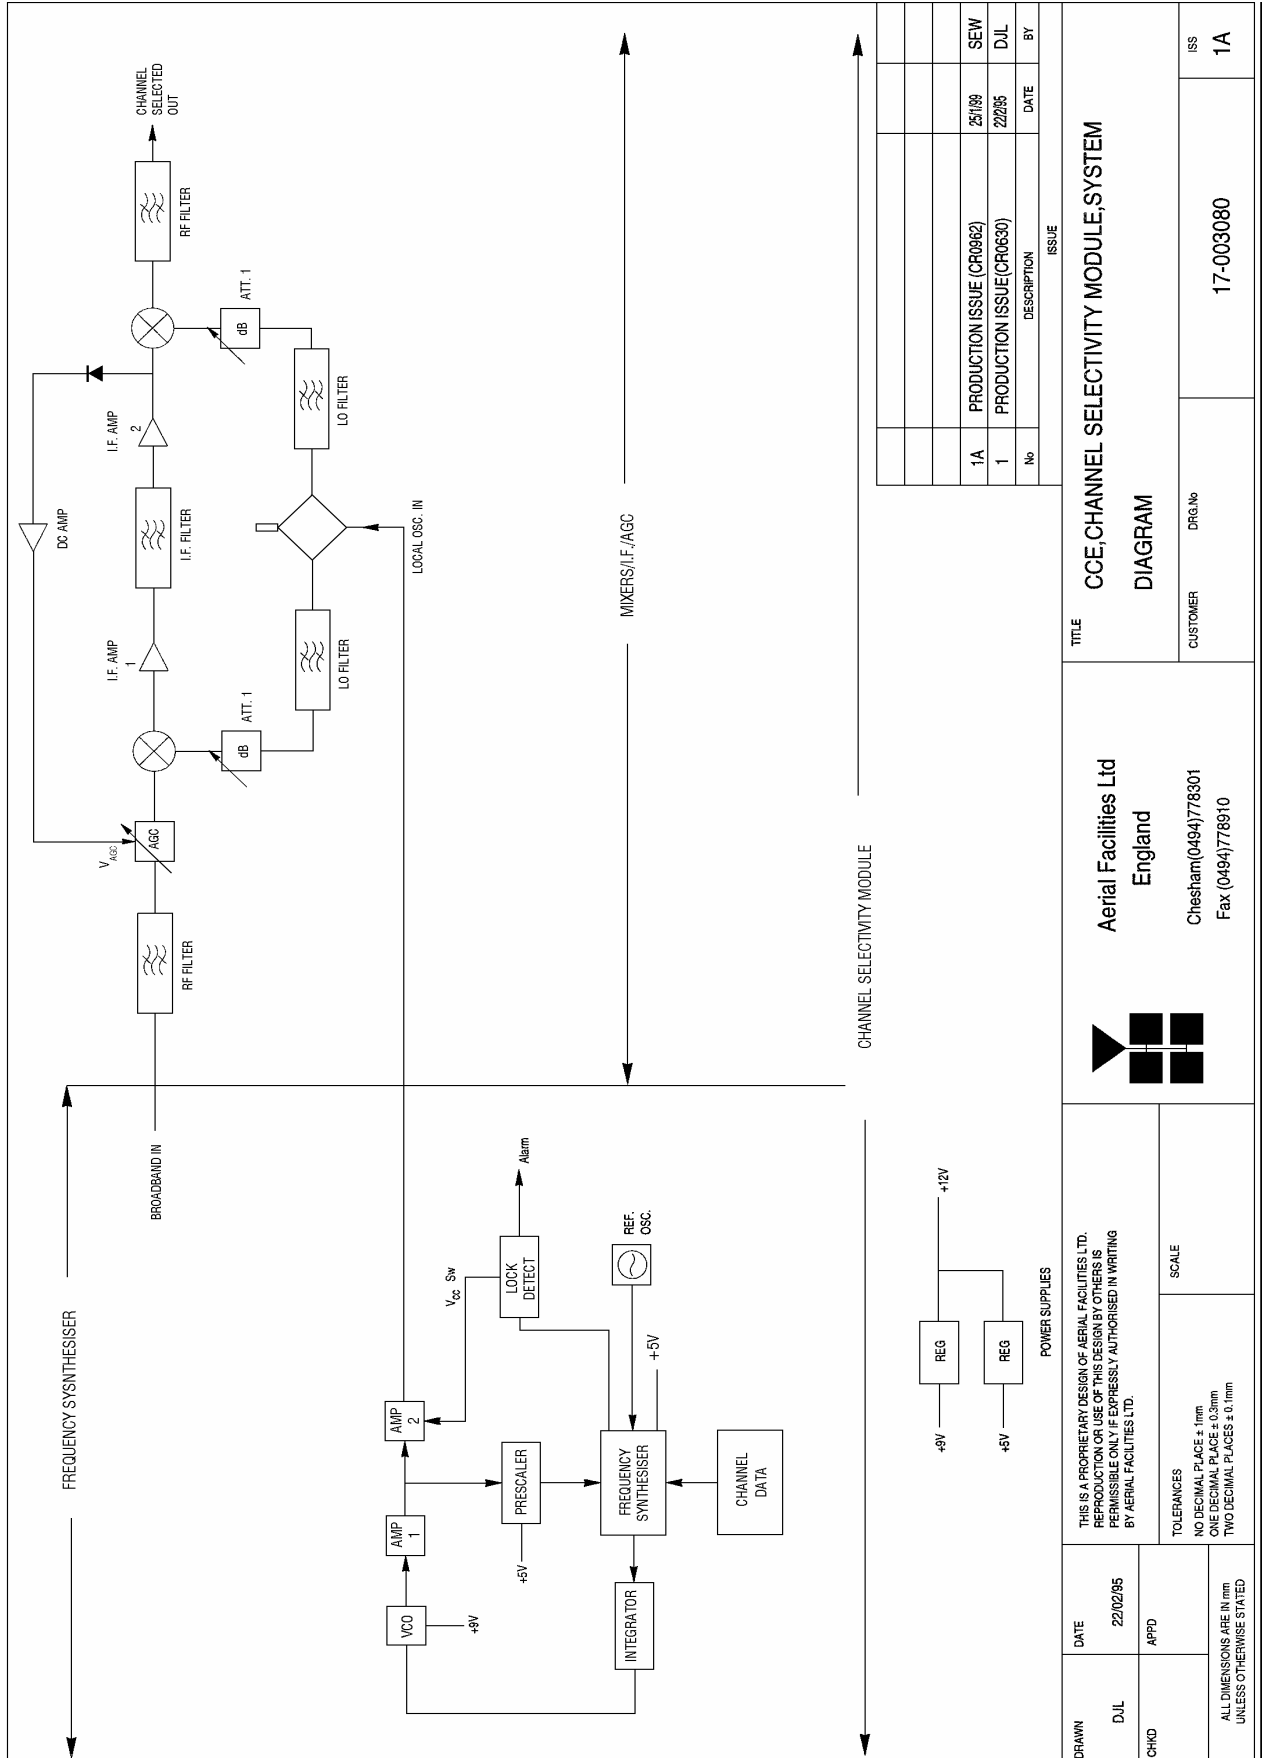 FREQUENCY SYSNTHESISER
BROADBAND IN
RF FILTER
V AGC
AGC
DC AMP
I.F. AMP
1
I.F. FILTER
I.F. AMP
2
RF FILTER
CHANNEL
SELECTED
OUT
ATT. 1
dB
ATT. 1
dB
LO FILTER
LO FILTER
LOCAL OSC. IN
MIXERS/I.F./AGC
VCO
+9V
AMP
1
AMP
2
PRESCALER
+5V
V CC Sw
LOCK
DETECT
Alarm
INTEGRATOR
FREQUENCY
SYNTHESISER
+5V
REF.
OSC.
CHANNEL
DATA
CHANNEL SELECTIVITY MODULE
+9V
REG
+12V
+5V
REG
POWER SUPPLIES
1A PRODUCTION ISSUE (CR0962) 25/1/99 SEW
1 PRODUCTION ISSUE(CR0630) 22/2/95 DJL
No DESCRIPTION DATE BY
ISSUE
DRAWN
DJL
DATE
22/02/95
CHKD
APPD
ALL DIMENSIONS ARE IN mm
UNLESS OTHERWISE STATED
THIS IS A PROPRIETARY DESIGN OF AERIAL FACILITIES LTD.
REPRODUCTION OR USE OF THIS DESIGN BY OTHERS IS
PERMISSIBLE ONLY IF EXPRESSLY AUTHORISED IN WRITING
BY AERIAL FACILITIES LTD.
TOLERANCES
NO DECIMAL PLACE ± 1mm
ONE DECIMAL PLACE ± 0.3mm
TWO DECIMAL PLACES ± 0.1mm
SCALE
Aerial Facilities Ltd
England
Chesham(0494)778301
Fax (0494)778910
TITLE
CCE,CHANNEL SELECTIVITY MODULE,SYSTEM
DIAGRAM
CUSTOMER
DRG.No
17-003080
ISS
1A